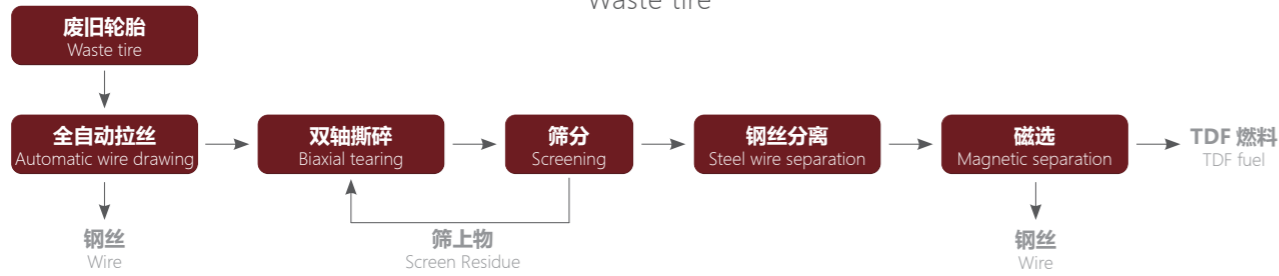 Waste tire
废旧轮胎
Waste tire
全自动拉丝
Automatic wire drawing
双轴撕碎
Biaxial tearing
筛分
Screening
钢丝分离
Steel wire separation
磁选
Magnetic separation
TDF 燃料
TDF fuel
钢丝
Wire
筛上物
Screen Residue
钢丝
Wire